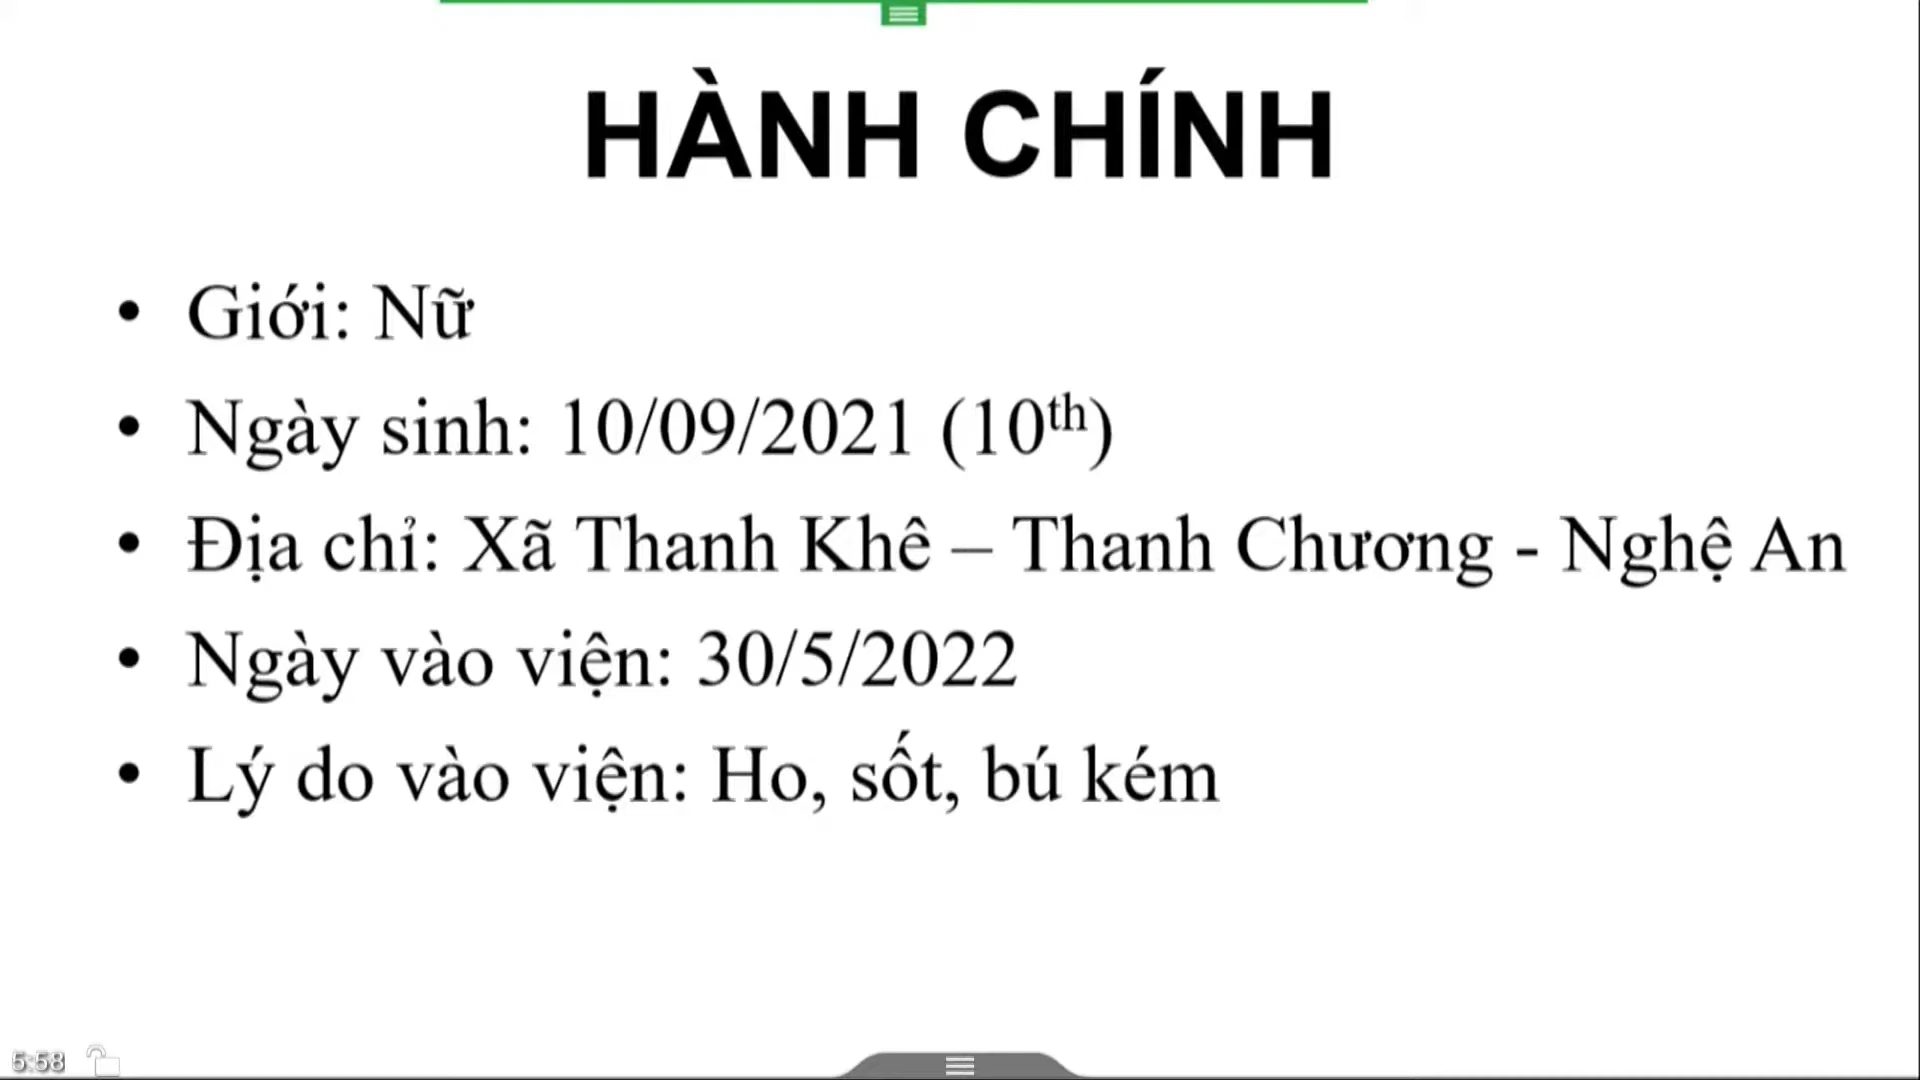 HÀNH CHÍNH
• Giới: Nữ
• Ngày sinh: 10/09/2021 (10ᵗʰ)
• Địa chỉ: Xã Thanh Khê – Thanh Chương - Nghệ An
• Ngày vào viện: 30/5/2022
• Lý do vào viện: Ho, sốt, bú kém
5:58